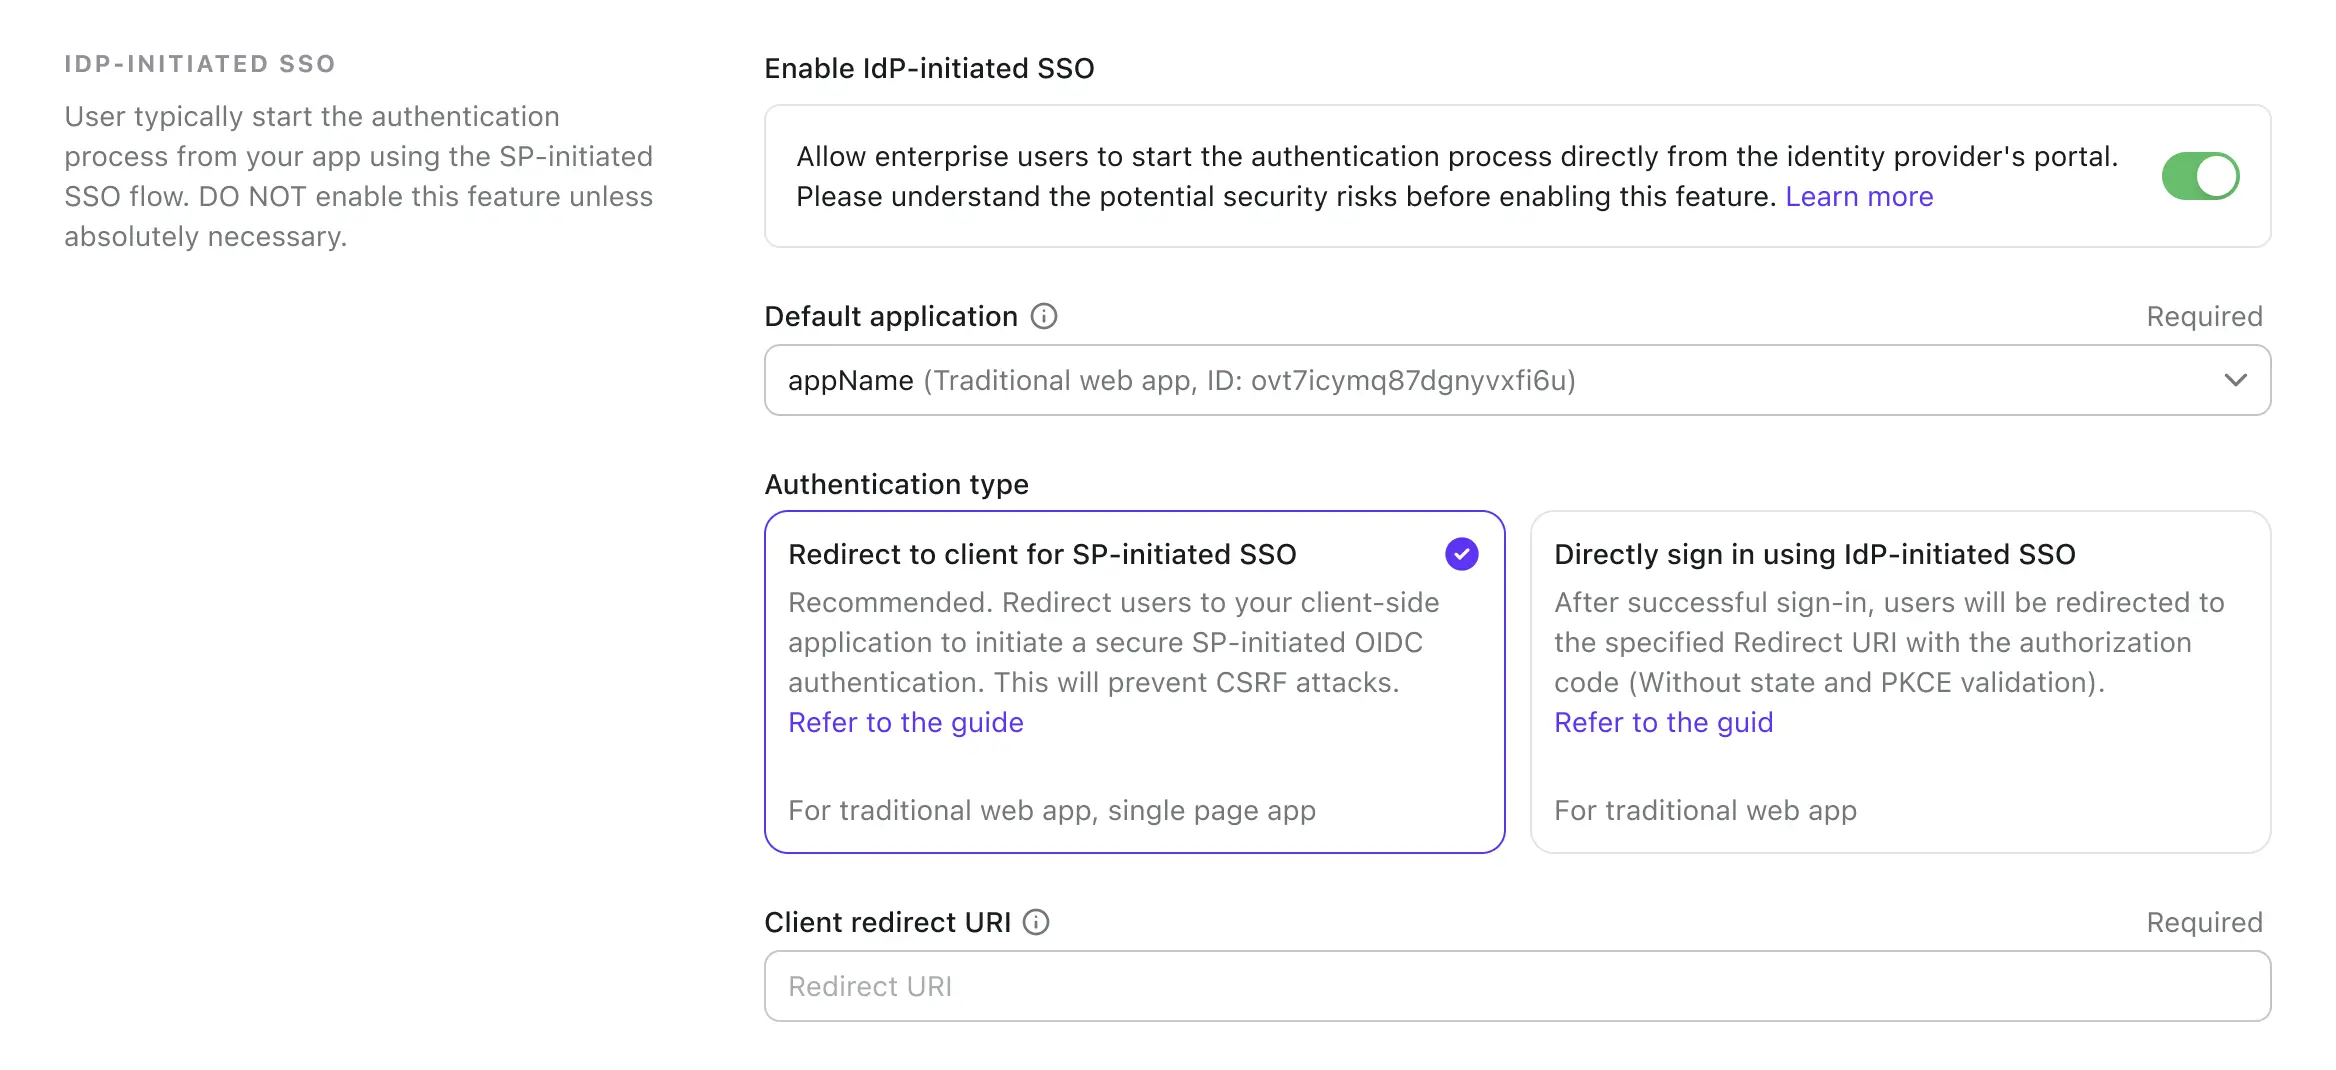 IDP-INITIATED SSO
User typically start the authentication
process from your app using the SP-initiated
SSO flow. DO NOT enable this feature unless
absolutely necessary.
Enable IdP-initiated SSO
Allow enterprise users to start the authentication process directly from the identity provider's portal.
Please understand the potential security risks before enabling this feature. Learn more
Default application
Required
appName (Traditional web app, ID: ovt7icymq87dgnyvxfi6u)
Authentication type
Redirect to client for SP-initiated SSO
Recommended. Redirect users to your client-side
application to initiate a secure SP-initiated OIDC
authentication. This will prevent CSRF attacks.
Refer to the guide
For traditional web app, single page app
Directly sign in using IdP-initiated SSO
After successful sign-in, users will be redirected to
the specified Redirect URI with the authorization
code (Without state and PKCE validation).
Refer to the guid
For traditional web app
Client redirect URI
Required
Redirect URI